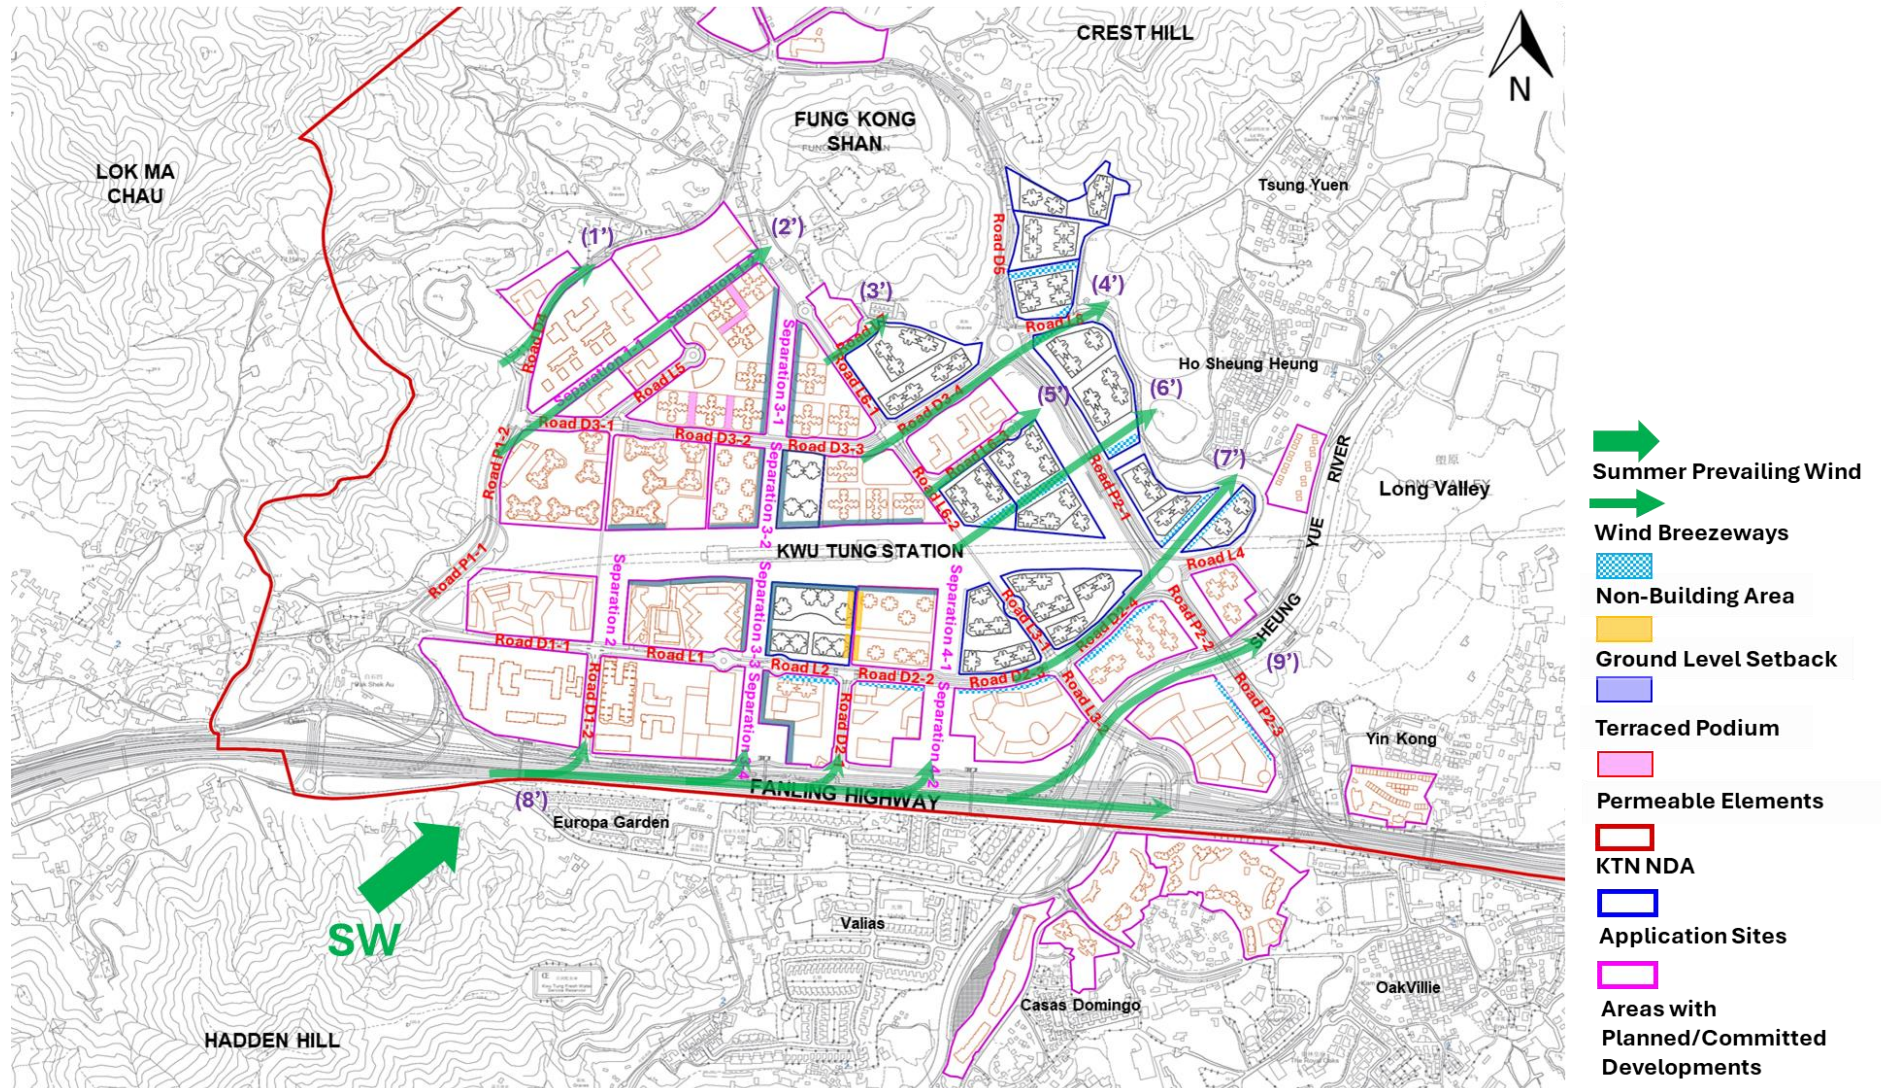 CREST HILL
N
FUNG KONG
SHAN
LOK MA
CHAU
Tsung Yuen
(1’)
(2’)
Road D5
(3’)
(4’)
Road L6
Road D4
Separation 1-2
Separation 1-1
Road L5
Separation 3-1
Road L6-1
Ho Sheung Heung
(5’)
(6’)
Road D3-4
Road D3-1
Road D3-2
Road D3-3
Road P1-2
Road L6-3
Road L6-2
Separation 3-2
Road P2-1
(7’)
RIVER
YUE
SHEUNG
Long Valley
KWU TUNG STATION
Road P1-1
Road L4
Separation 2
Separation 3-3
Separation 4-1
Road L3-1
Road D2-4
Road P2-2
Road D1-1
Road L1
Road L2
Road D2-2
Road D2-3
(9’)
Road D1-2
Road D2-1
Separation 4-2
Road L3-2
Road P2-3
Yin Kong
FANLING HIGHWAY
(8’)
Europa Garden
SW
Valias
Casas Domingo
OakVillie
HADDEN HILL
Summer Prevailing Wind
Wind Breezeways
Non-Building Area
Ground Level Setback
Terraced Podium
Permeable Elements
KTN NDA
Application Sites
Areas with
Planned/Committed
Developments